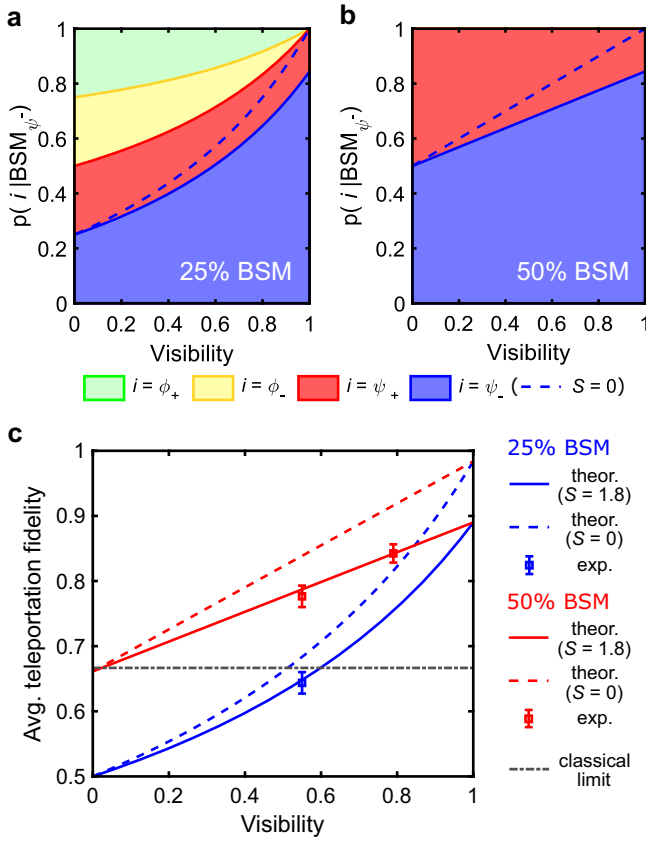 a
1
0.8
0.6
0.4
0.2
0
p( i |BSMψ-)
25% BSM
0 0.2 0.4 0.6 0.8 1
Visibility
b
1
0.8
0.6
0.4
0.2
0
p( i |BSMψ-)
50% BSM
0 0.2 0.4 0.6 0.8 1
Visibility
i = ϕ+ i = ϕ- i = ψ+ i = ψ- ( S = 0)
c
1
0.9
0.8
0.7
0.6
0.5
Avg. teleportation fidelity
0 0.2 0.4 0.6 0.8 1
Visibility
25% BSM
theor.
(S = 1.8)
theor.
(S = 0)
exp.
50% BSM
theor.
(S = 1.8)
theor.
(S = 0)
exp.
classical
limit